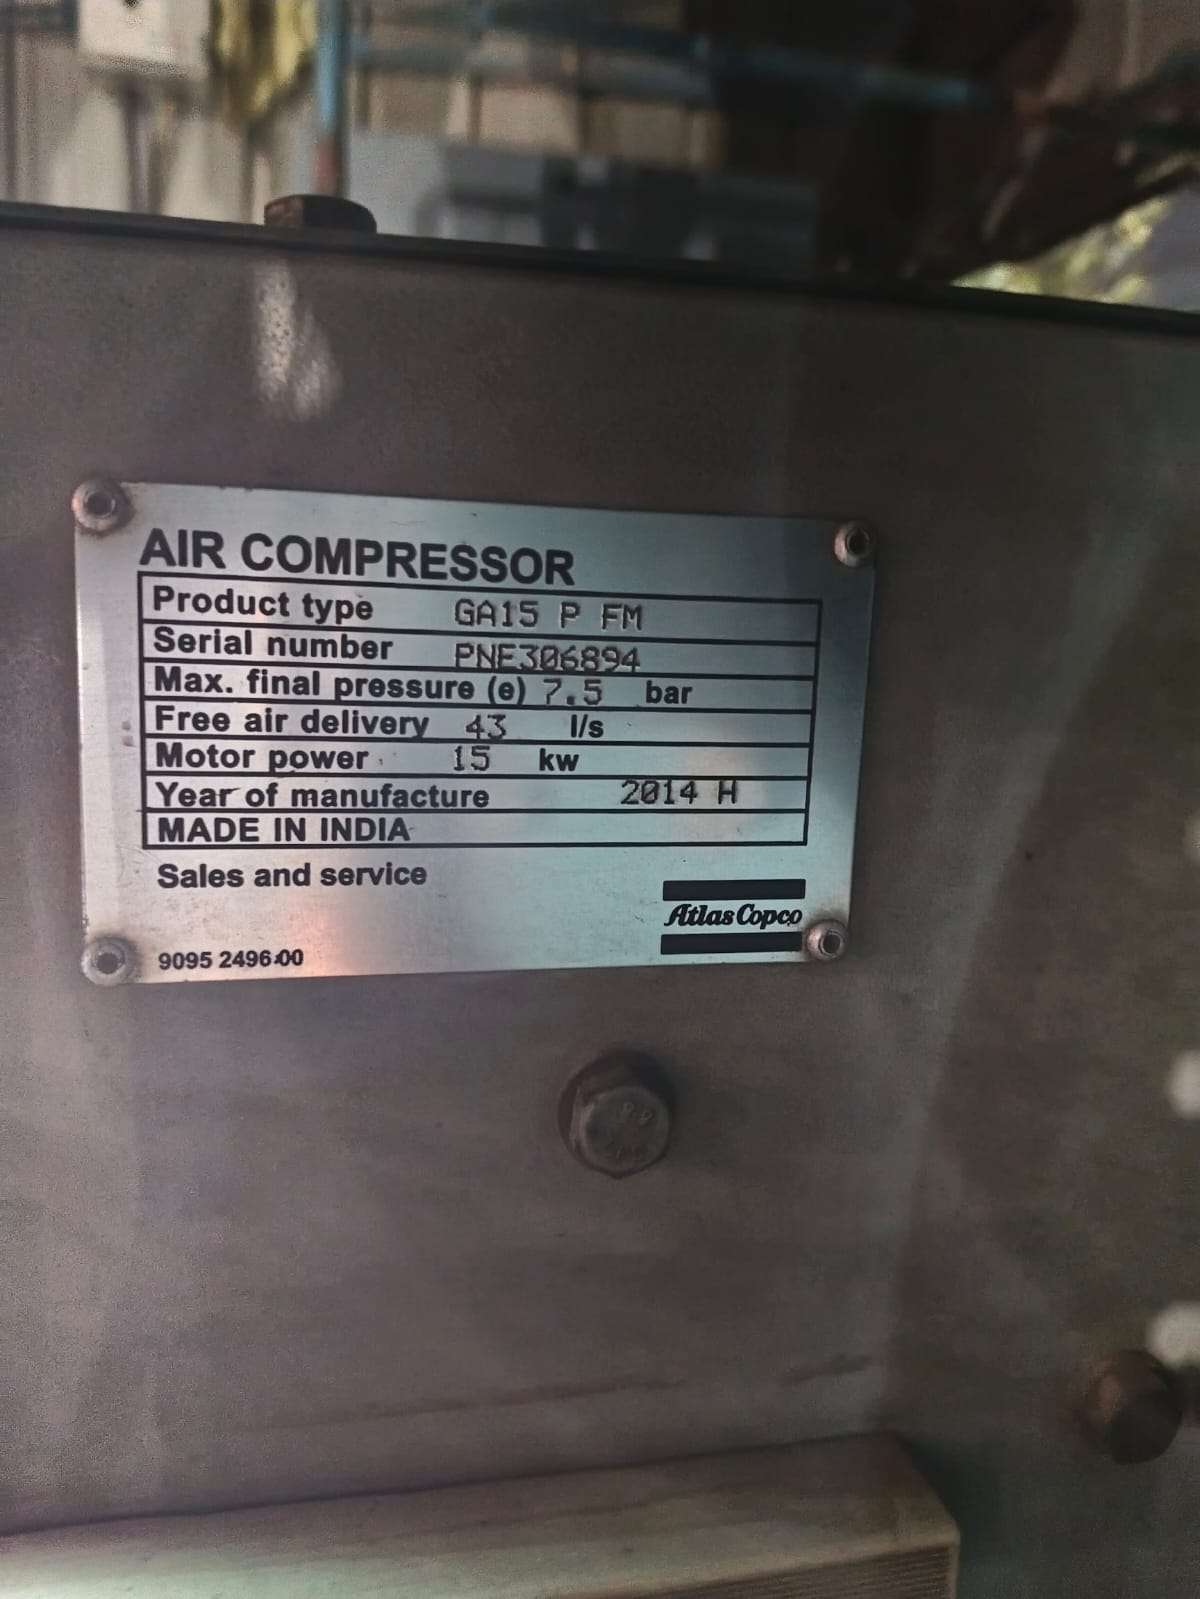 AIR COMPRESSOR
Product type GA15 P FM
Serial number PNE306894
Max. final pressure (e) 7.5 bar
Free air delivery 43 l/s
Motor power 15 kw
Year of manufacture 2014 H
MADE IN INDIA
Sales and service
Atlas Copco
9095 2496 00
8.8